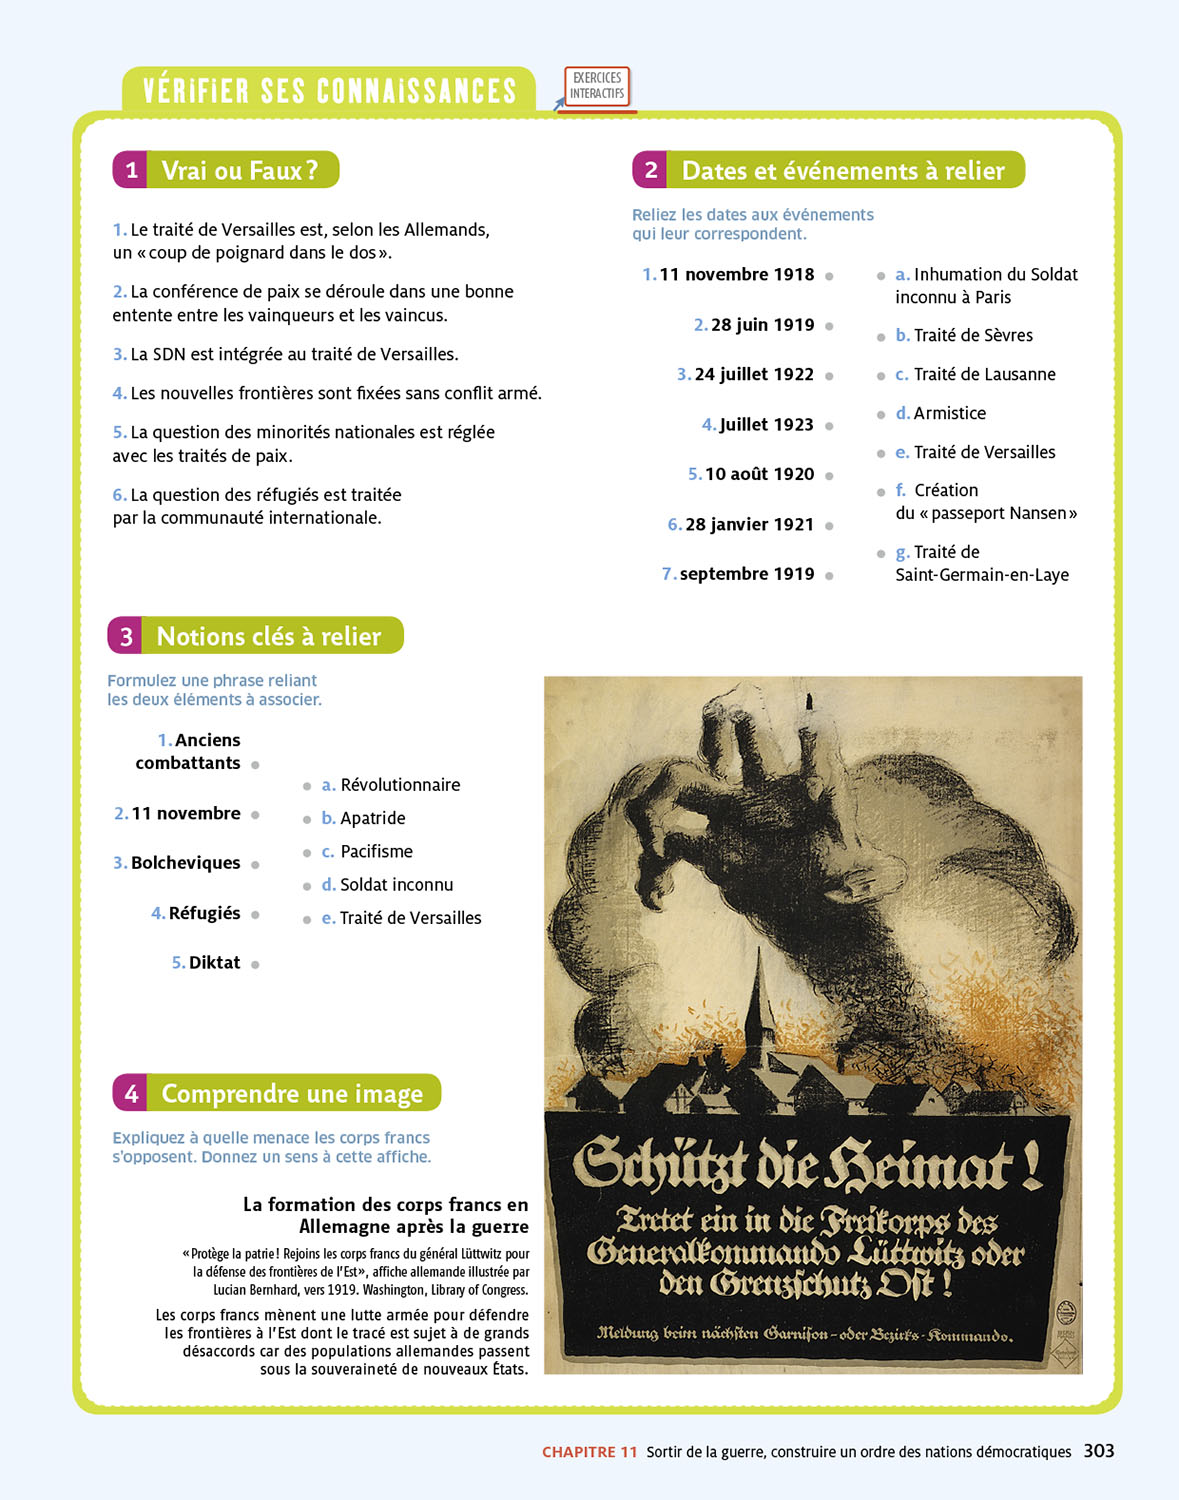 VÉRIFIER SES CONNAISSANCES
EXERCICES
INTERACTIFS
1 Vrai ou Faux ?
1. Le traité de Versailles est, selon les Allemands,
un « coup de poignard dans le dos ».
2. La conférence de paix se déroule dans une bonne
entente entre les vainqueurs et les vaincus.
3. La SDN est intégrée au traité de Versailles.
4. Les nouvelles frontières sont fixées sans conflit armé.
5. La question des minorités nationales est réglée
avec les traités de paix.
6. La question des réfugiés est traitée
par la communauté internationale.
2 Dates et événements à relier
Reliez les dates aux événements
qui leur correspondent.
1. 11 novembre 1918
2. 28 juin 1919
3. 24 juillet 1922
4. Juillet 1923
5. 10 août 1920
6. 28 janvier 1921
7. septembre 1919
a. Inhumation du Soldat
inconnu à Paris
b. Traité de Sèvres
c. Traité de Lausanne
d. Armistice
e. Traité de Versailles
f. Création
du « passeport Nansen »
g. Traité de
Saint-Germain-en-Laye
3 Notions clés à relier
Formulez une phrase reliant
les deux éléments à associer.
1. Anciens
combattants
2. 11 novembre
3. Bolcheviques
4. Réfugiés
5. Diktat
a. Révolutionnaire
b. Apatride
c. Pacifisme
d. Soldat inconnu
e. Traité de Versailles
4 Comprendre une image
Expliquez à quelle menace les corps francs
s'opposent. Donnez un sens à cette affiche.
La formation des corps francs en
Allemagne après la guerre
« Protège la patrie ! Rejoins les corps francs du général Lüttwitz pour
la défense des frontières de l'Est », affiche allemande illustrée par
Lucian Bernhard, vers 1919. Washington, Library of Congress.
Les corps francs mènent une lutte armée pour défendre
les frontières à l'Est dont le tracé est sujet à de grands
désaccords car des populations allemandes passent
sous la souveraineté de nouveaux États.
Schützt die Heimat!
Tretet ein in die Freikorps des
Generalkommando Lüttwitz oder
den Grenzschutz Ost!
Meldung beim nächsten Garnison- oder Bezirks-Kommando.
CHAPITRE 11 Sortir de la guerre, construire un ordre des nations démocratiques 303